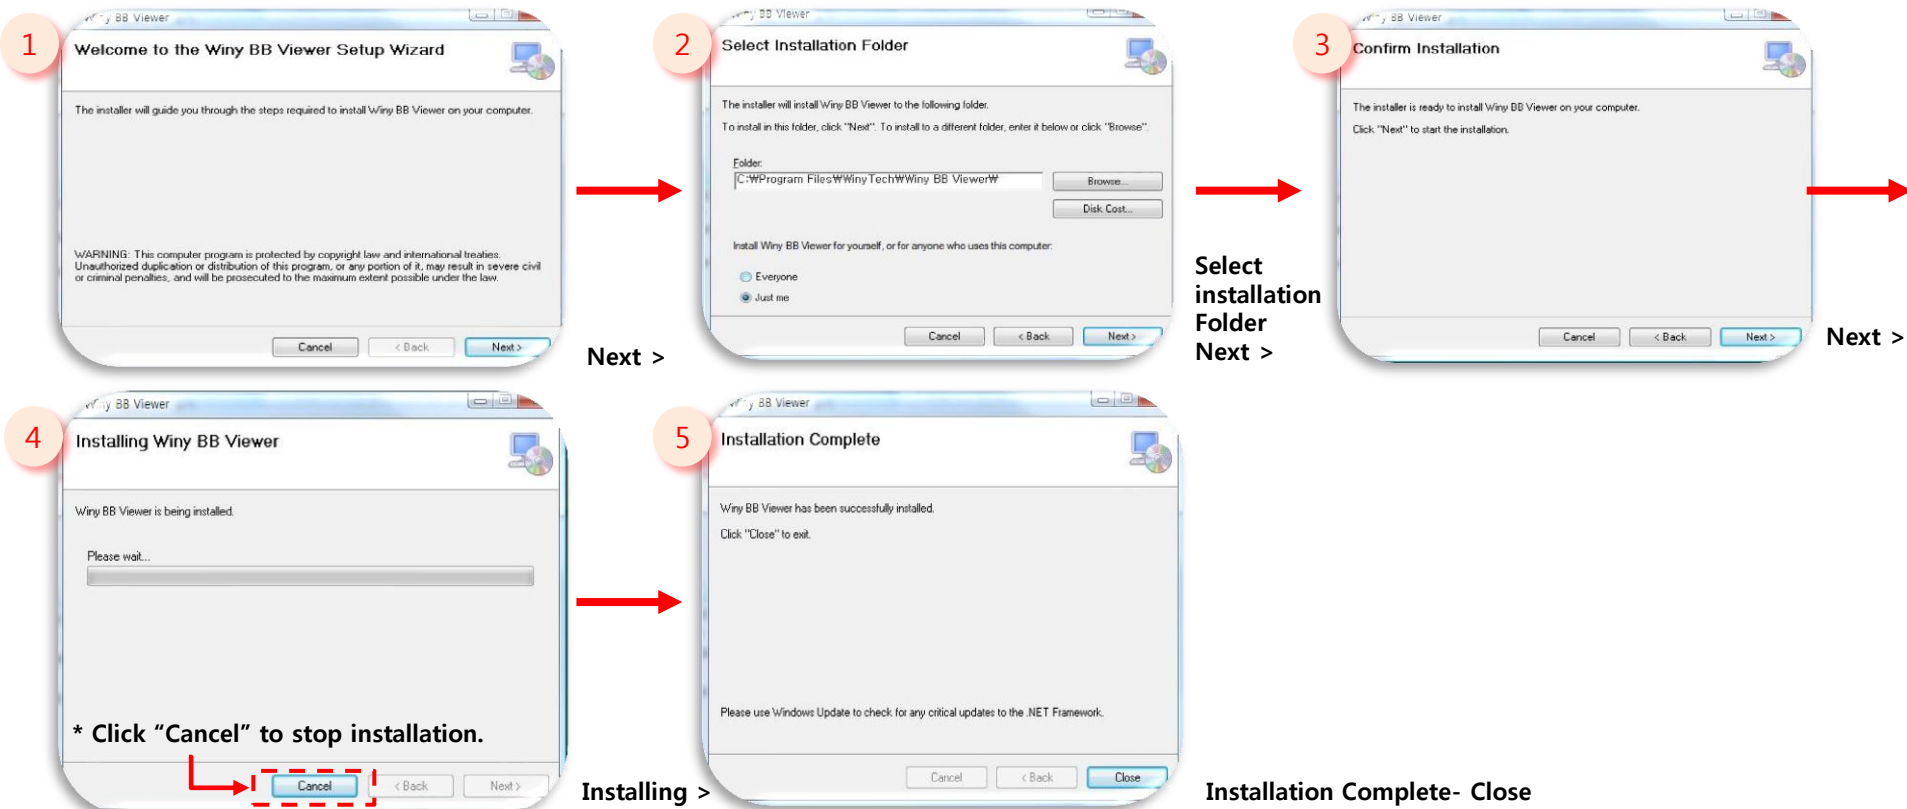 1
Winy BB Viewer
Welcome to the Winy BB Viewer Setup Wizard
The installer will guide you through the steps required to install Winy BB Viewer on your computer.
WARNING: This computer program is protected by copyright law and international treaties.
Unauthorized duplication or distribution of this program, or any portion of it, may result in severe civil
or criminal penalties, and will be prosecuted to the maximum extent possible under the law.
Cancel
< Back
Next >
Next >
2
Winy BB Viewer
Select Installation Folder
The installer will install Winy BB Viewer to the following folder.
To install in this folder, click "Next". To install to a different folder, enter it below or click "Browse".
Folder:
C:₩Program Files₩WinyTech₩Winy BB Viewer₩
Browse...
Disk Cost...
Install Winy BB Viewer for yourself, or for anyone who uses this computer:
Everyone
Just me
Cancel
< Back
Next >
Select
installation
Folder
Next >
3
Winy BB Viewer
Confirm Installation
The installer is ready to install Winy BB Viewer on your computer.
Click "Next" to start the installation.
Cancel
< Back
Next >
Next >
4
Winy BB Viewer
Installing Winy BB Viewer
Winy BB Viewer is being installed.
Please wait...
* Click “Cancel” to stop installation.
Cancel
< Back
Next >
Installing >
5
Winy BB Viewer
Installation Complete
Winy BB Viewer has been successfully installed.
Click "Close" to exit.
Please use Windows Update to check for any critical updates to the .NET Framework.
Cancel
< Back
Close
Installation Complete- Close